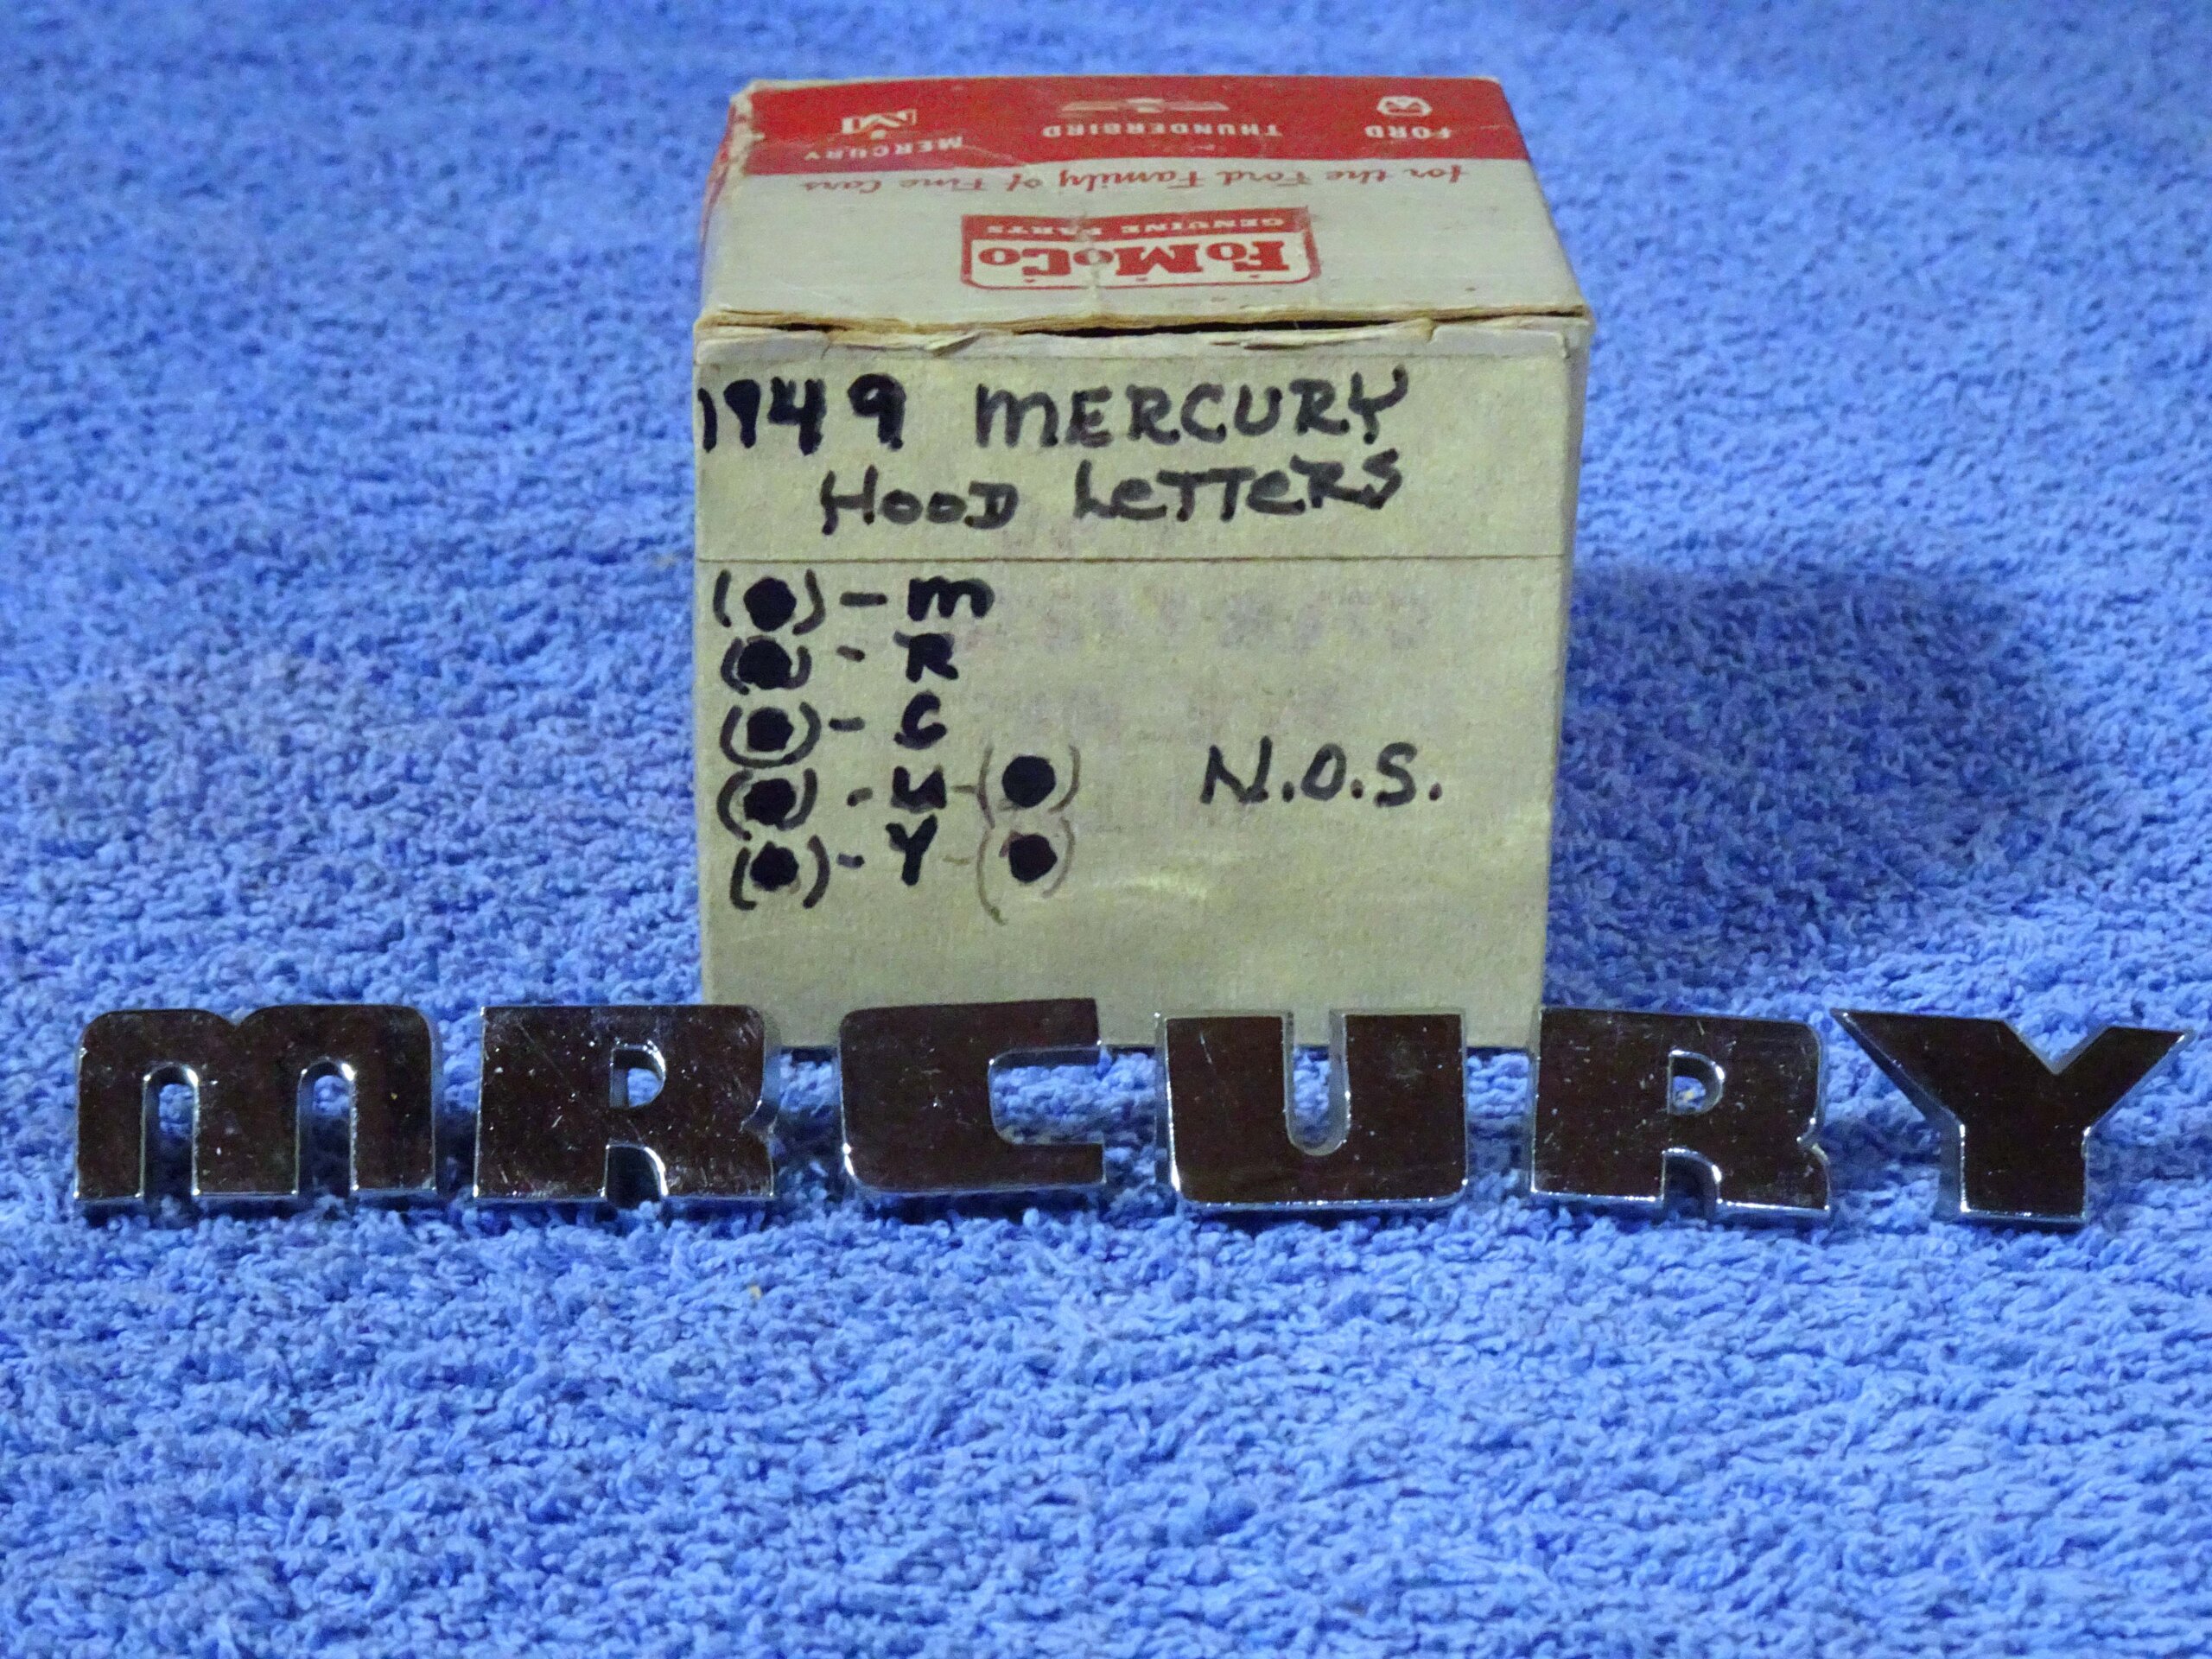 FORD THUNDERBIRD MERCURY
for the Ford Family of Fine Cars
FoMoCo
GENUINE PARTS
1949 MERCURY
HOOD LETTERS
(●) - M
(●) - R
(●) - C
(●) - U - (●)
(●) - Y - (●)
N.O.S.
MRCURY